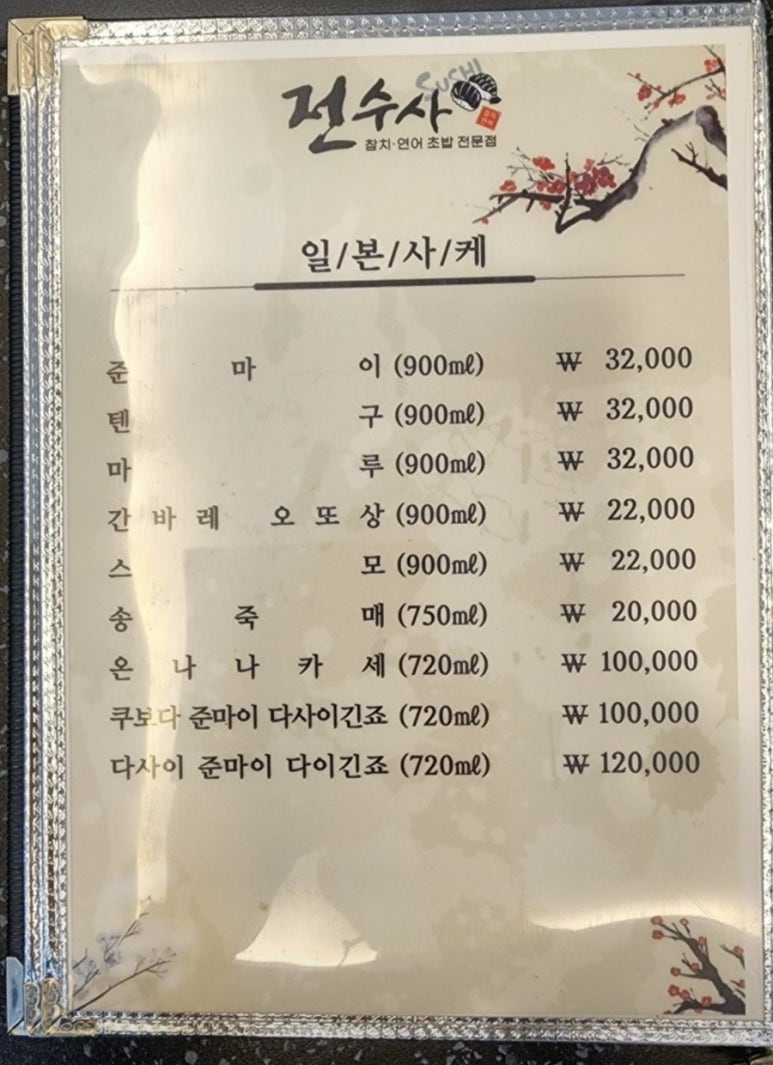 전수사
SUSHI
참치·연어 초밥 전문점
일/본/사/케
준 마 이 (900㎖) ₩ 32,000
텐 구 (900㎖) ₩ 32,000
마 루 (900㎖) ₩ 32,000
간 바 레 오 또 상 (900㎖) ₩ 22,000
스 모 (900㎖) ₩ 22,000
송 죽 매 (750㎖) ₩ 20,000
온 나 나 카 세 (720㎖) ₩ 100,000
쿠보다 준마이 다사이긴죠 (720㎖) ₩ 100,000
다사이 준마이 다이긴죠 (720㎖) ₩ 120,000